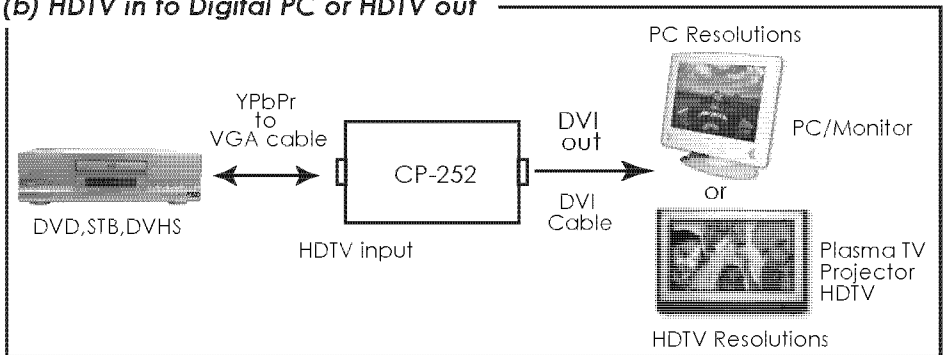 (b) HDTV in to Digital PC or HDTV out
PC Resolutions
YPbPr
to
VGA cable
CP-252
DVI
out
DVI
Cable
PC/Monitor
or
DVD,STB,DVHS
HDTV input
Plasma TV
Projector
HDTV
HDTV Resolutions